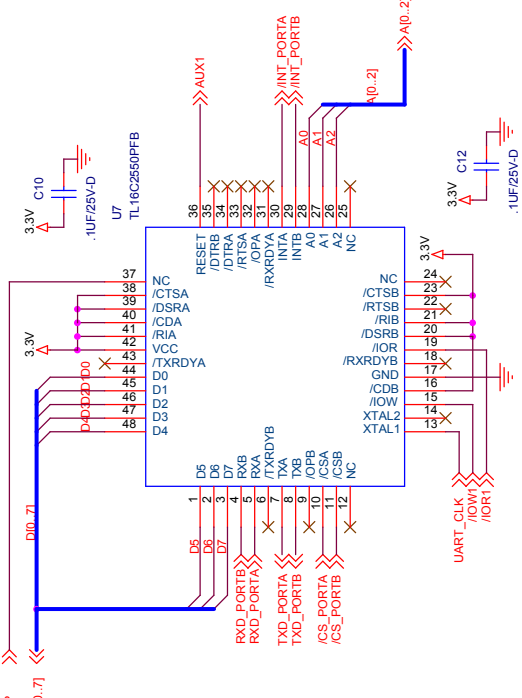 A[0..2]
AUX1
/INT_PORTA
/INT_PORTB
A[0..2]
A0
A1
A2
C10
.1UF/25V-D
3.3V
U7
TL16C2550PFB
C12
.1UF/25V-D
3.3V
36
35
34
33
32
31
30
29
28
27
26
25
RESET
/DTRB
/DTRA
/RTSA
/OPA
/RXRDYA
INTA
INTB
A0
A1
A2
NC
37
38
39
40
41
42
43
44
45
46
47
48
NC
/CTSA
/DSRA
/CDA
/RIA
VCC
/TXRDYA
D0
D1
D2
D3
D4
3.3V
D0
D1
D2
D3
D4
D[0..7]
3.3V
NC
/CTSB
/RTSB
/RIB
/DSRB
/IOR
/RXRDYB
GND
/CDB
/IOW
XTAL2
XTAL1
24
23
22
21
20
19
18
17
16
15
14
13
D5
D6
D7
RXB
RXA
/TXRDYB
TXA
TXB
/OPB
/CSA
/CSB
NC
1
2
3
4
5
6
7
8
9
10
11
12
D5
D6
D7
RXD_PORTB
RXD_PORTA
TXD_PORTA
TXD_PORTB
/CS_PORTA
/CS_PORTB
UART_CLK
/IOW1
/IOR1
0..7]